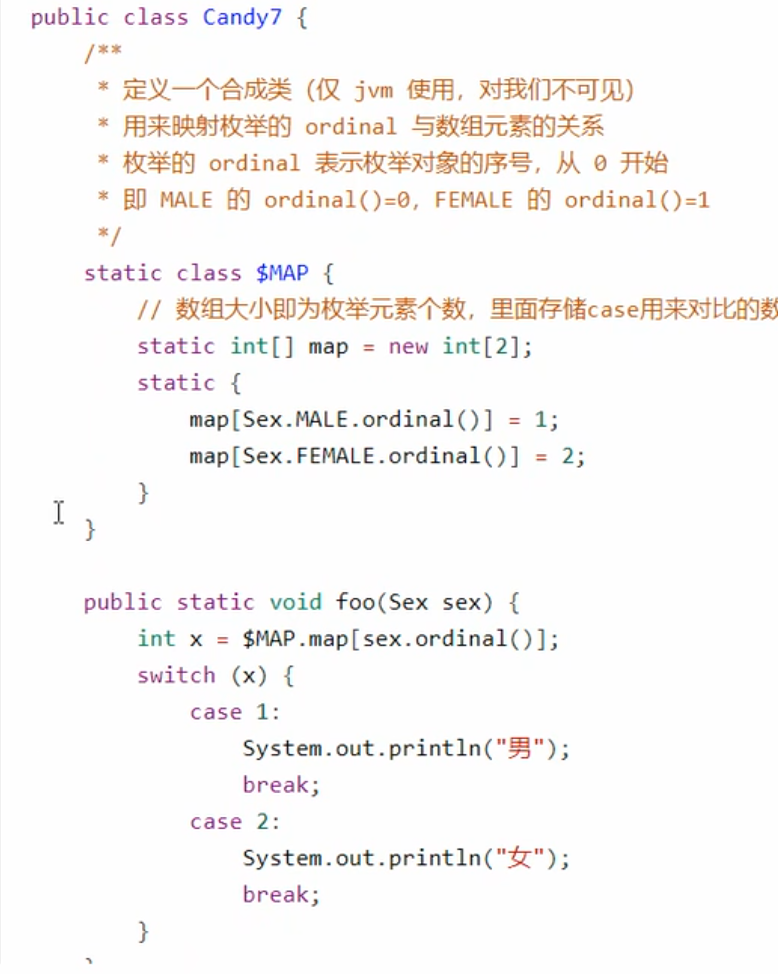 public class Candy7 {
/**
* 定义一个合成类（仅 jvm 使用，对我们不可见）
* 用来映射枚举的 ordinal 与数组元素的关系
* 枚举的 ordinal 表示枚举对象的序号，从 0 开始
* 即 MALE 的 ordinal()=0，FEMALE 的 ordinal()=1
*/
static class $MAP {
// 数组大小即为枚举元素个数，里面存储case用来对比的数
static int[] map = new int[2];
static {
map[Sex.MALE.ordinal()] = 1;
map[Sex.FEMALE.ordinal()] = 2;
}
}
public static void foo(Sex sex) {
int x = $MAP.map[sex.ordinal()];
switch (x) {
case 1:
System.out.println("男");
break;
case 2:
System.out.println("女");
break;
}